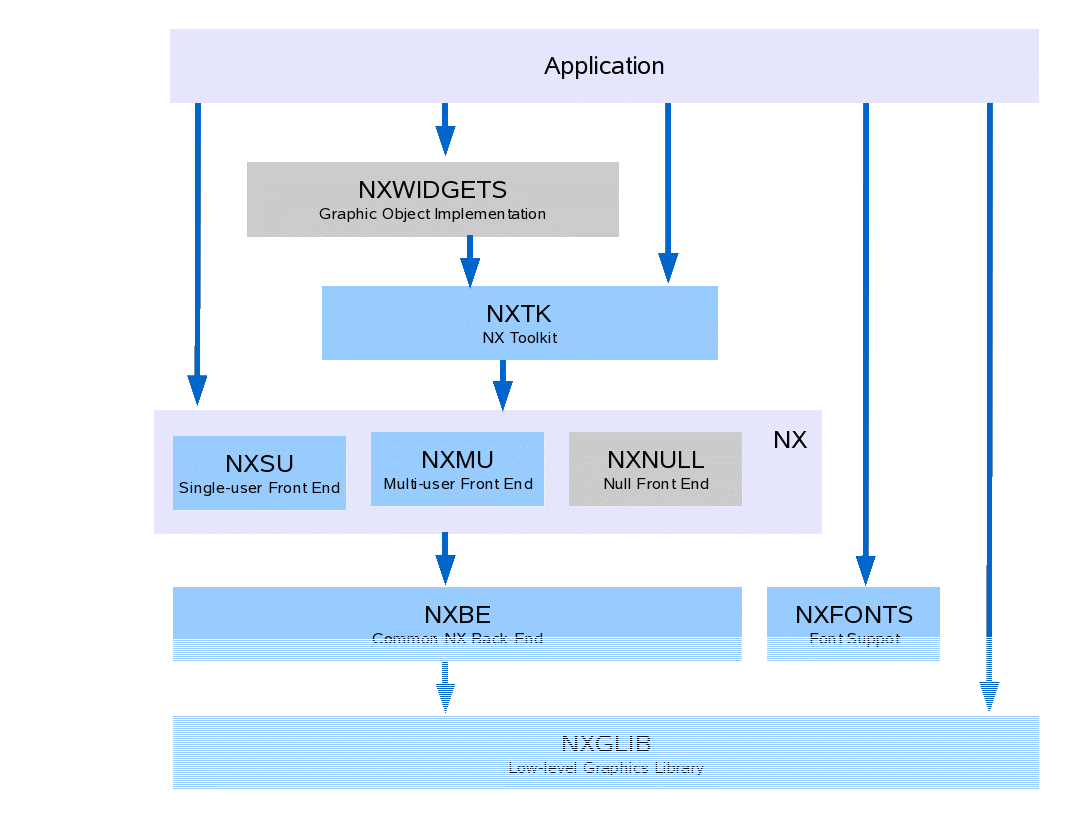 Application
NXWIDGETS
Graphic Object Implementation
NXTK
NX Toolkit
NX
NXSU
Single-user Front End
NXMU
Multi-user Front End
NXNULL
Null Front End
NXBE
Common NX Back-End
NXFONTS
Font Suppot
NXGLIB
Low-level Graphics Library